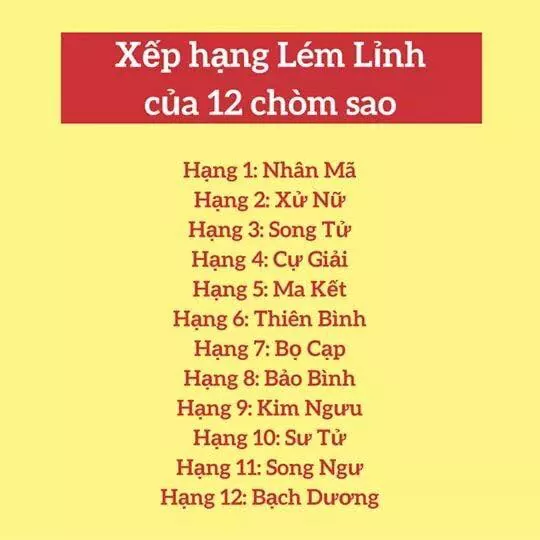 Xếp hạng Lém Lỉnh
của 12 chòm sao
Hạng 1: Nhân Mã
Hạng 2: Xử Nữ
Hạng 3: Song Tử
Hạng 4: Cự Giải
Hạng 5: Ma Kết
Hạng 6: Thiên Bình
Hạng 7: Bọ Cạp
Hạng 8: Bảo Bình
Hạng 9: Kim Ngưu
Hạng 10: Sư Tử
Hạng 11: Song Ngư
Hạng 12: Bạch Dương